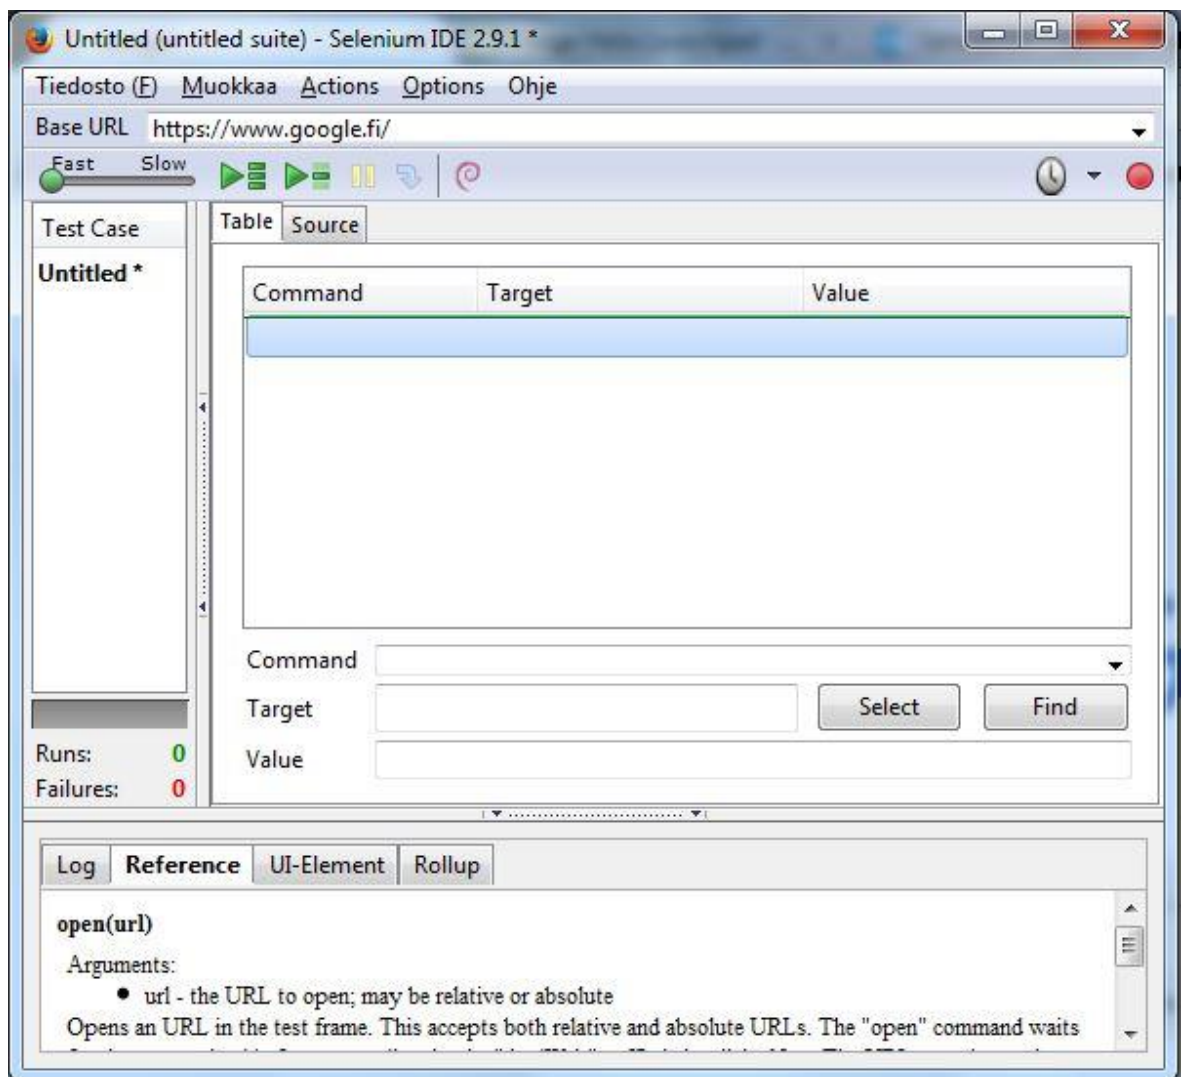 Untitled (untitled suite) - Selenium IDE 2.9.1 *
Tiedosto (F) Muokkaa Actions Options Ohje
Base URL https://www.google.fi/
Fast Slow
Test Case
Untitled *
Table Source
Command Target Value
Command
Target Select Find
Value
Runs: 0
Failures: 0
Log Reference UI-Element Rollup
open(url)
Arguments:
• url - the URL to open; may be relative or absolute
Opens an URL in the test frame. This accepts both relative and absolute URLs. The "open" command waits